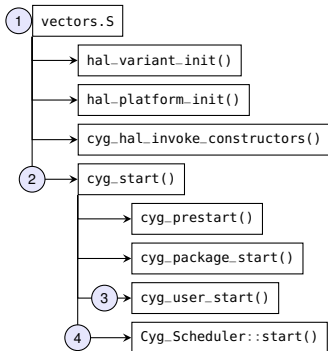 1 vectors.S
hal_variant_init()
hal_platform_init()
cyg_hal_invoke_constructors()
2 cyg_start()
cyg_prestart()
cyg_package_start()
3 cyg_user_start()
4 Cyg_Scheduler::start()